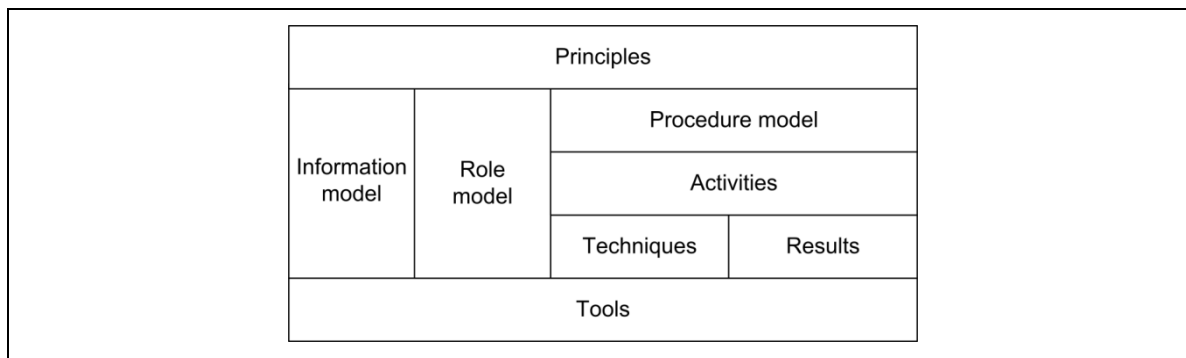 Principles
Information
model
Role
model
Procedure model
Activities
Techniques
Results
Tools